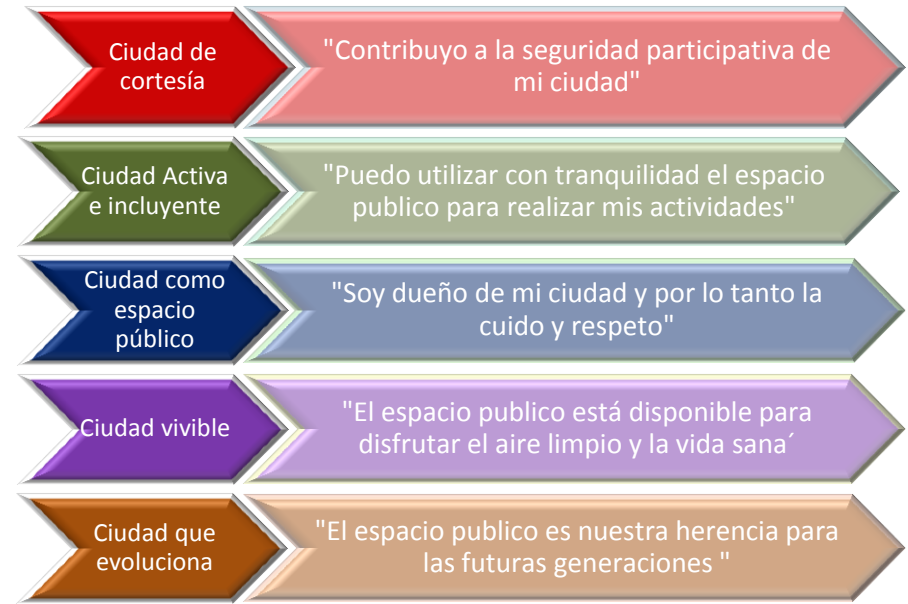 Ciudad de
cortesía
"Contribuyo a la seguridad participativa de
mi ciudad"
Ciudad Activa
e incluyente
"Puedo utilizar con tranquilidad el espacio
publico para realizar mis actividades"
Ciudad como
espacio
público
"Soy dueño de mi ciudad y por lo tanto la
cuido y respeto"
Ciudad vivible
"El espacio publico está disponible para
disfrutar el aire limpio y la vida sana´
Ciudad que
evoluciona
"El espacio publico es nuestra herencia para
las futuras generaciones "